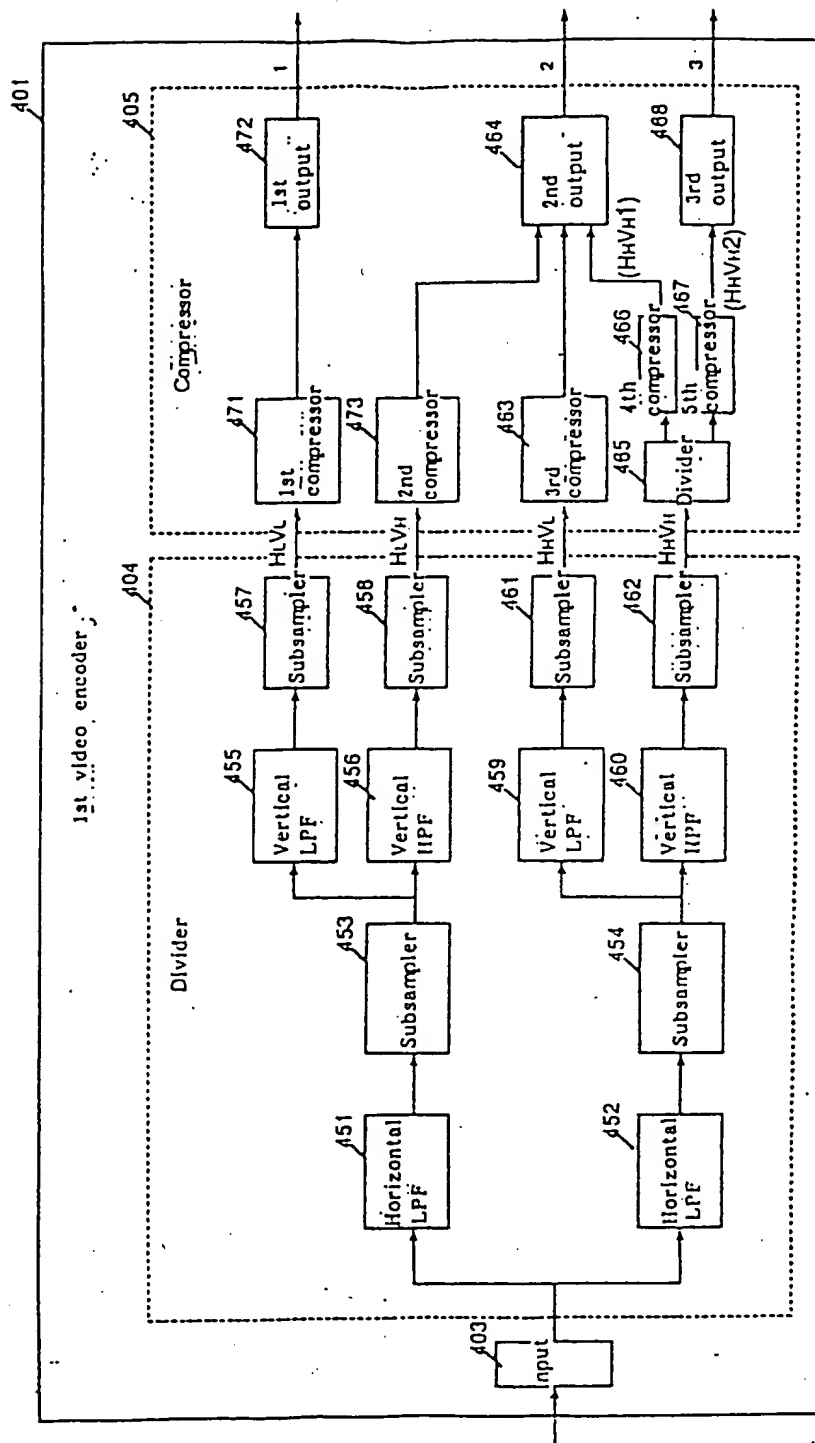 401
1st video encoder
404
Divider
403
Input
451
Horizontal
LPF
452
Horizontal
LPF
453
Subsampler
454
Subsampler
455
Vertical
LPF
456
Vertical
HPF
459
Vertical
LPF
460
Vertical
HPF
457
Subsampler
458
Subsampler
461
Subsampler
462
Subsampler
HLVL
HLVH
HHVL
HHVH
405
Compressor
471
1st
compressor
473
2nd
compressor
463
3rd
compressor
465
Divider
466
4th
compressor
467
5th
compressor
(HHVH1)
(HHVH2)
472
1st
output
464
2nd
output
468
3rd
output
1
2
3